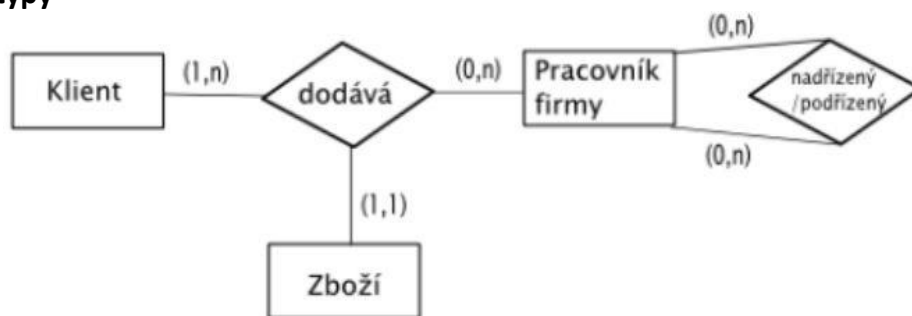 (0,n)
(1,n)
(0,n)
Klient
dodává
Pracovník
firmy
nadřízený
/podřízený
(0,n)
(1,1)
Zboží